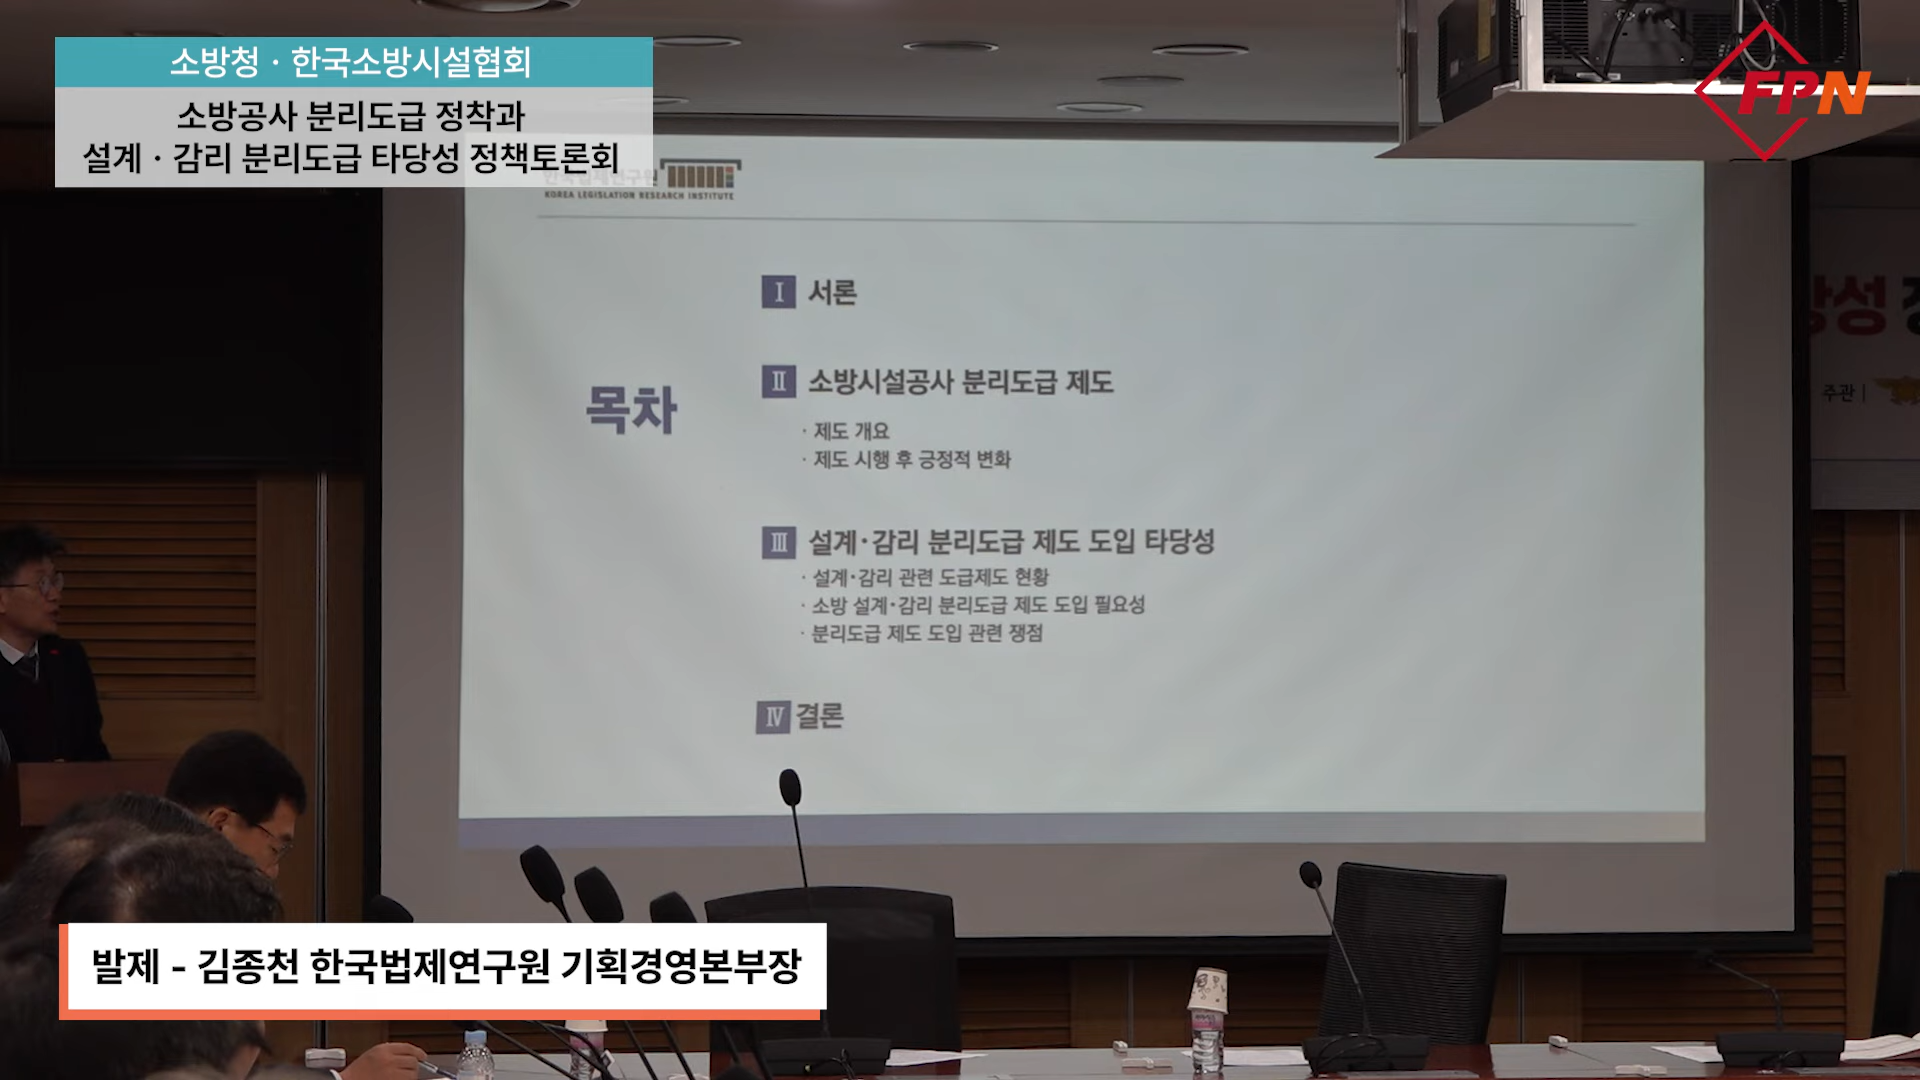 소방청 · 한국소방시설협회
소방공사 분리도급 정착과
설계 · 감리 분리도급 타당성 정책토론회
FPN
한국법제연구원
KOREA LEGISLATION RESEARCH INSTITUTE
목차
Ⅰ 서론
Ⅱ 소방시설공사 분리도급 제도
· 제도 개요
· 제도 시행 후 긍정적 변화
Ⅲ 설계·감리 분리도급 제도 도입 타당성
· 설계·감리 관련 도급제도 현황
· 소방 설계·감리 분리도급 제도 도입 필요성
· 분리도급 제도 도입 관련 쟁점
Ⅳ 결론
성
주관 |
발제 - 김종천 한국법제연구원 기획경영본부장